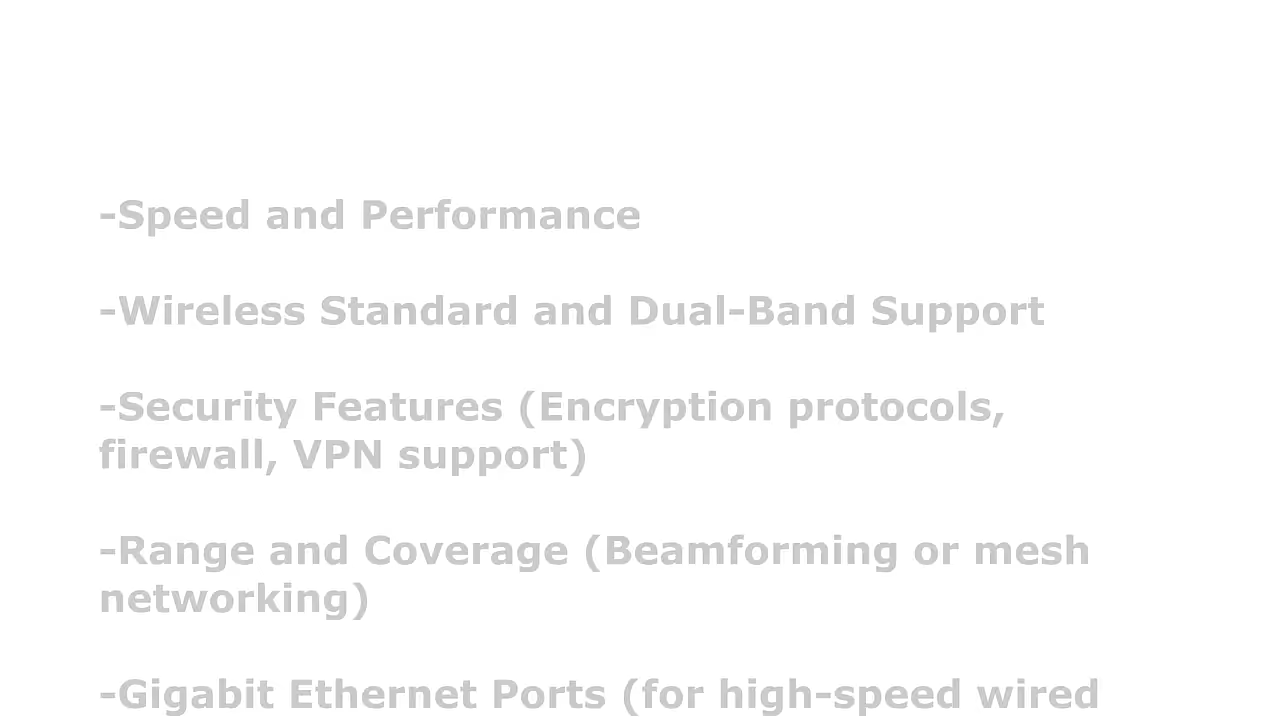 -Speed and Performance
-Wireless Standard and Dual-Band Support
-Security Features (Encryption protocols,
firewall, VPN support)
-Range and Coverage (Beamforming or mesh
networking)
-Gigabit Ethernet Ports (for high-speed wired